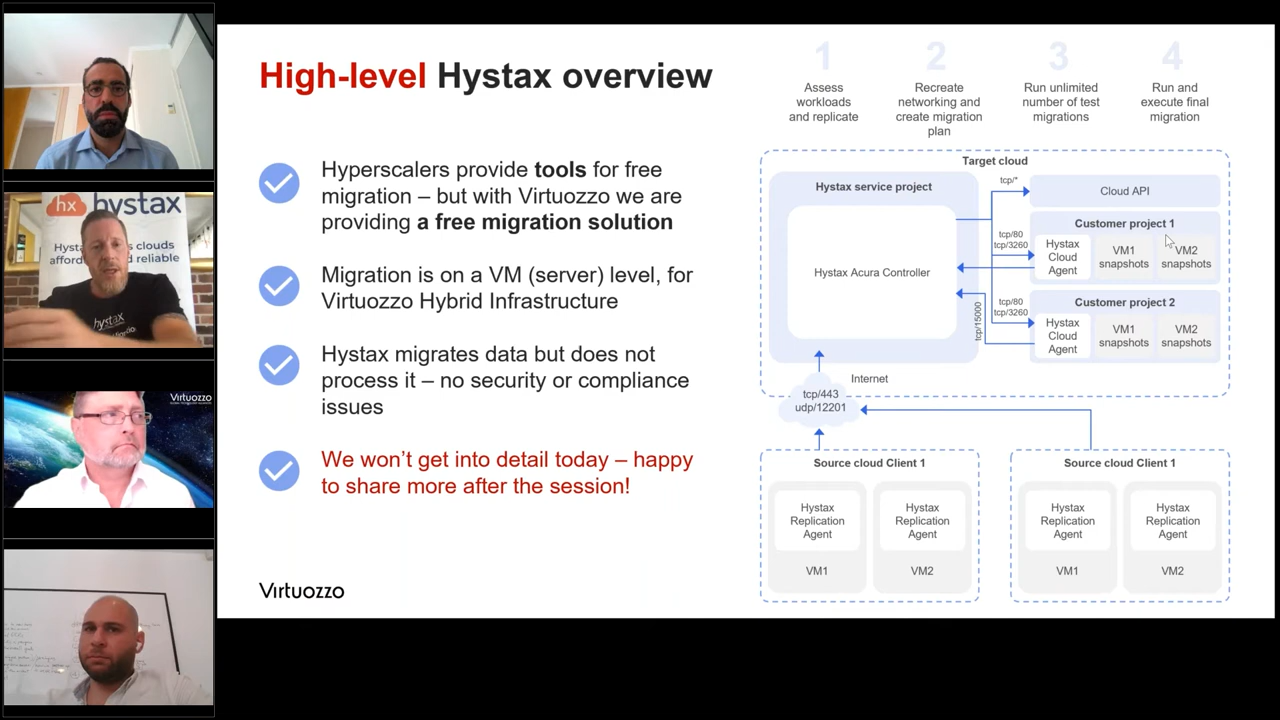 hx hystax
Virtuozzo
hystax
High-level Hystax overview
Hyperscalers provide tools for free
migration – but with Virtuozzo we are
providing a free migration solution
Migration is on a VM (server) level, for
Virtuozzo Hybrid Infrastructure
Hystax migrates data but does not
process it – no security or compliance
issues
We won't get into detail today – happy
to share more after the session!
Virtuozzo
1
Assess
workloads
and replicate
2
Recreate
networking and
create migration
plan
3
Run unlimited
number of test
migrations
4
Run and
execute final
migration
Target cloud
Hystax service project
Hystax Acura Controller
tcp/*
Cloud API
Customer project 1
tcp/80
tcp/3260
Hystax
Cloud
Agent
VM1
snapshots
VM2
snapshots
Customer project 2
tcp/80
tcp/3260
tcp/15000
Hystax
Cloud
Agent
VM1
snapshots
VM2
snapshots
Internet
tcp/443
udp/12201
Source cloud Client 1
Hystax
Replication
Agent
VM1
Hystax
Replication
Agent
VM2
Source cloud Client 1
Hystax
Replication
Agent
VM1
Hystax
Replication
Agent
VM2